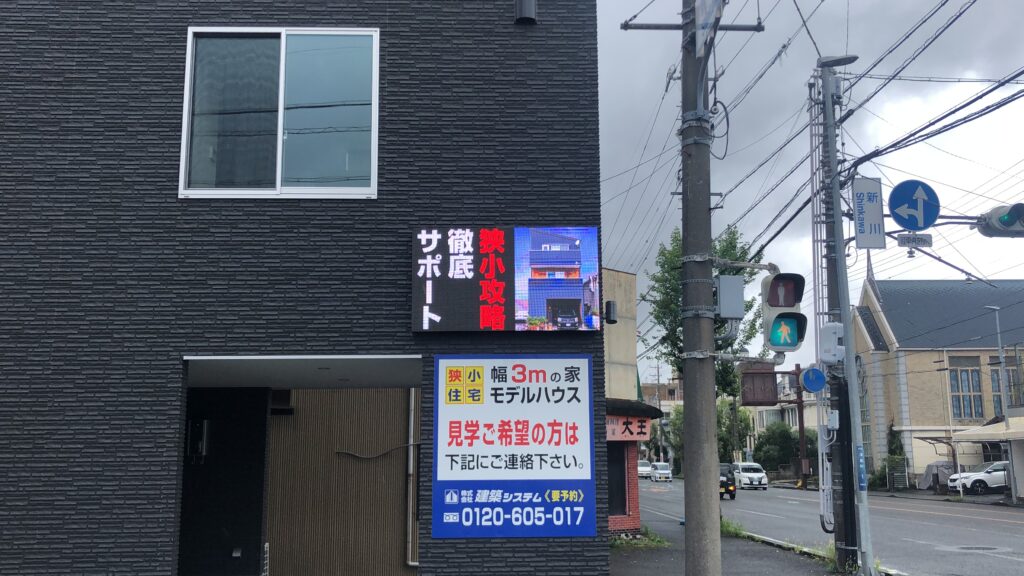 狭小攻略
徹底
サポート
狭小
住宅
幅3mの家
モデルハウス
見学ご希望の方は
下記にご連絡下さい。
株式
会社
建築システム《要予約》
0120-605-017
大王
新川
Shinkawa